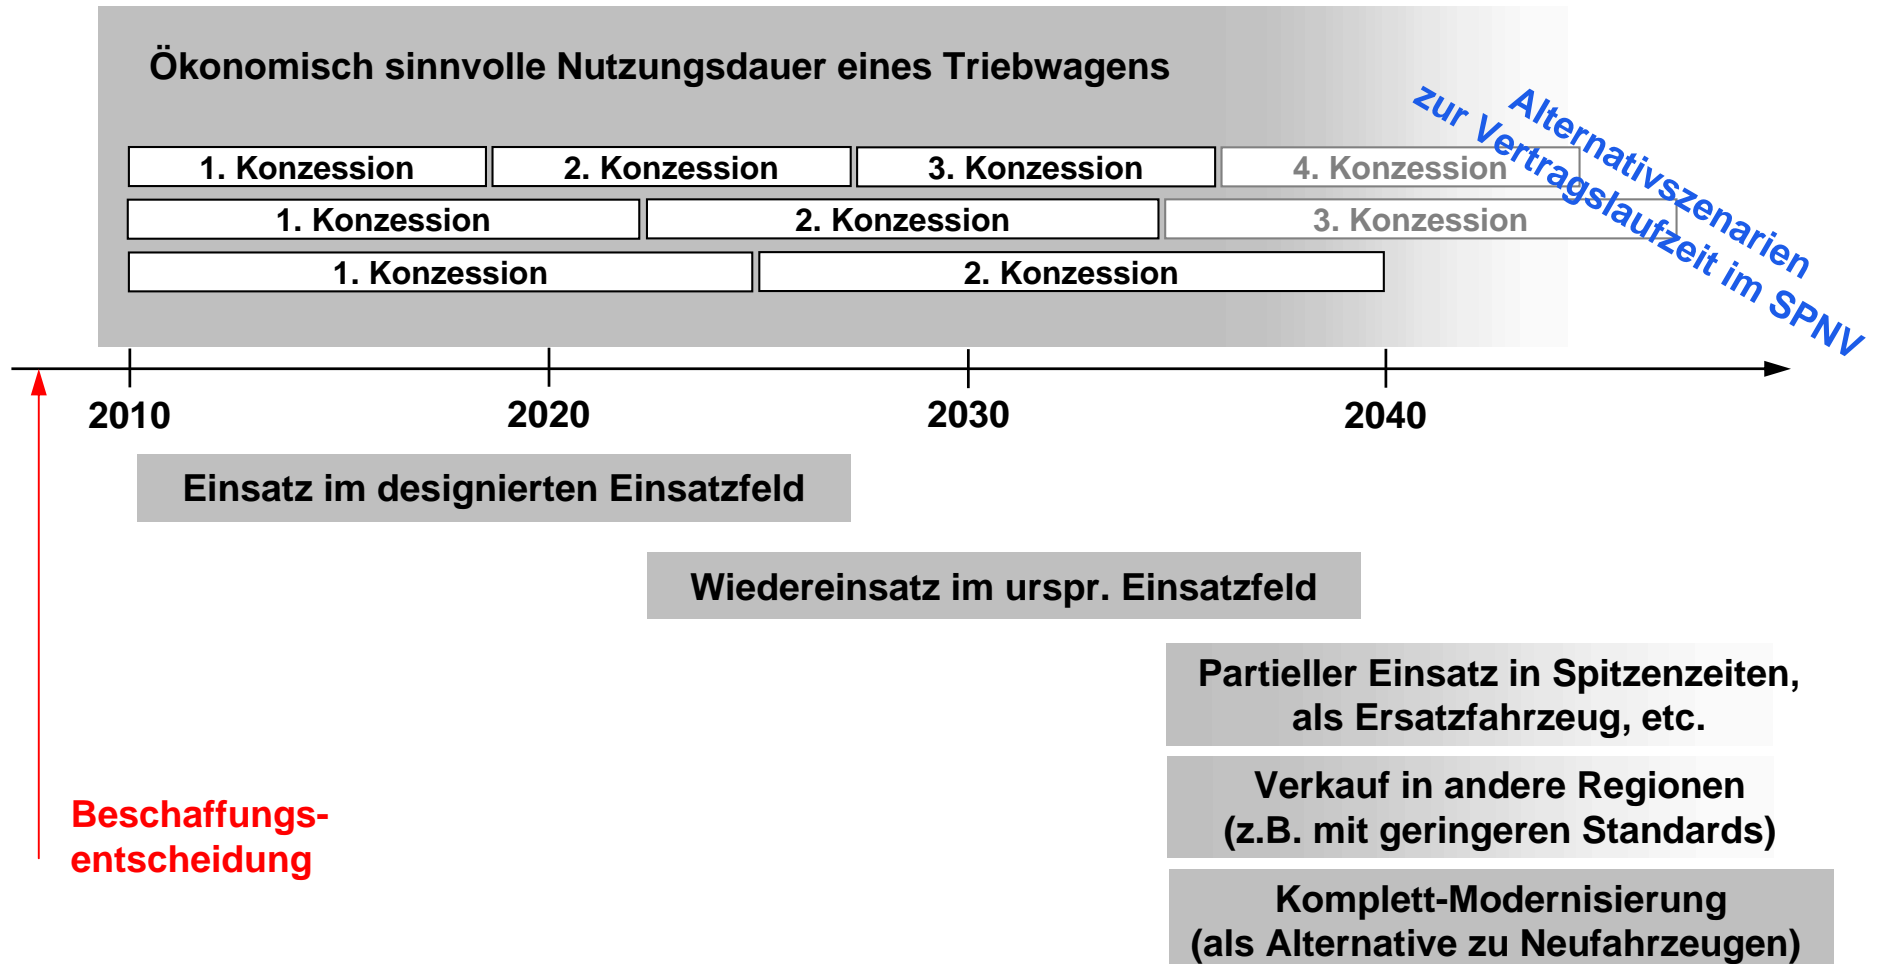 Ökonomisch sinnvolle Nutzungsdauer eines Triebwagens
Alternativszenarien
zur Vertragslaufzeit im SPNV
1. Konzession
2. Konzession
3. Konzession
4. Konzession
1. Konzession
2. Konzession
3. Konzession
1. Konzession
2. Konzession
2010
2020
2030
2040
Einsatz im designierten Einsatzfeld
Wiedereinsatz im urspr. Einsatzfeld
Partieller Einsatz in Spitzenzeiten,
als Ersatzfahrzeug, etc.
Verkauf in andere Regionen
(z.B. mit geringeren Standards)
Beschaffungs-
entscheidung
Komplett-Modernisierung
(als Alternative zu Neufahrzeugen)